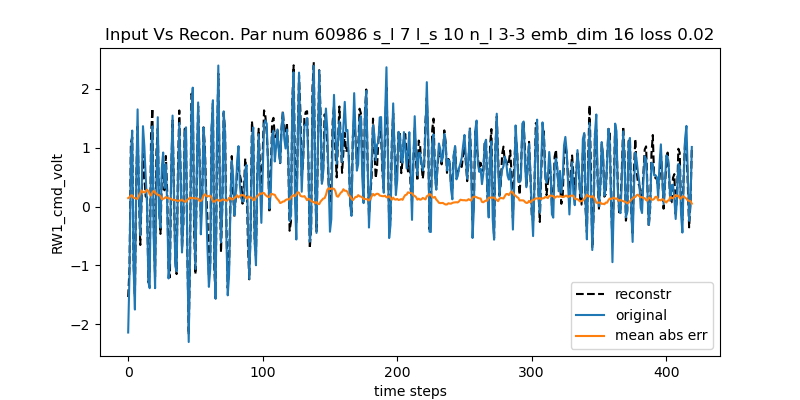 Input Vs Recon. Par num 60986 s_l 7 l_s 10 n_l 3-3 emb_dim 16 loss 0.02
RW1_cmd_volt
2
1
0
−1
−2
0
100
200
300
400
time steps
reconstr
original
mean abs err